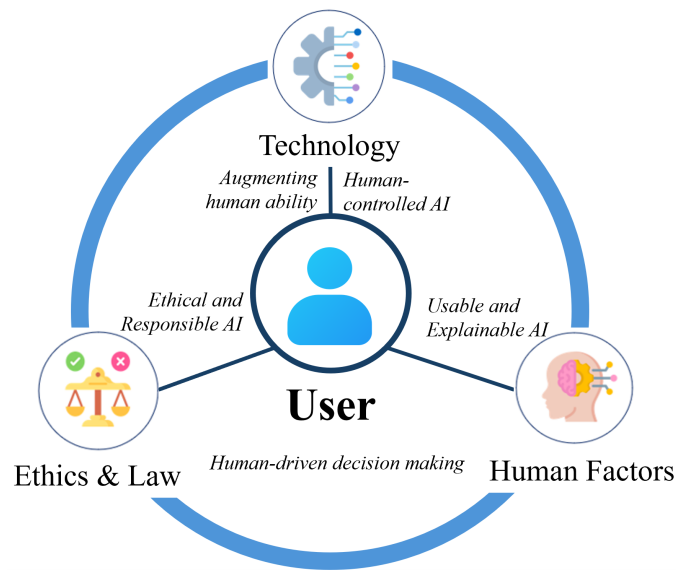 Technology
Augmenting
human ability
Human-
controlled AI
Ethical and
Responsible AI
Usable and
Explainable AI
User
Human-driven decision making
Ethics & Law
Human Factors